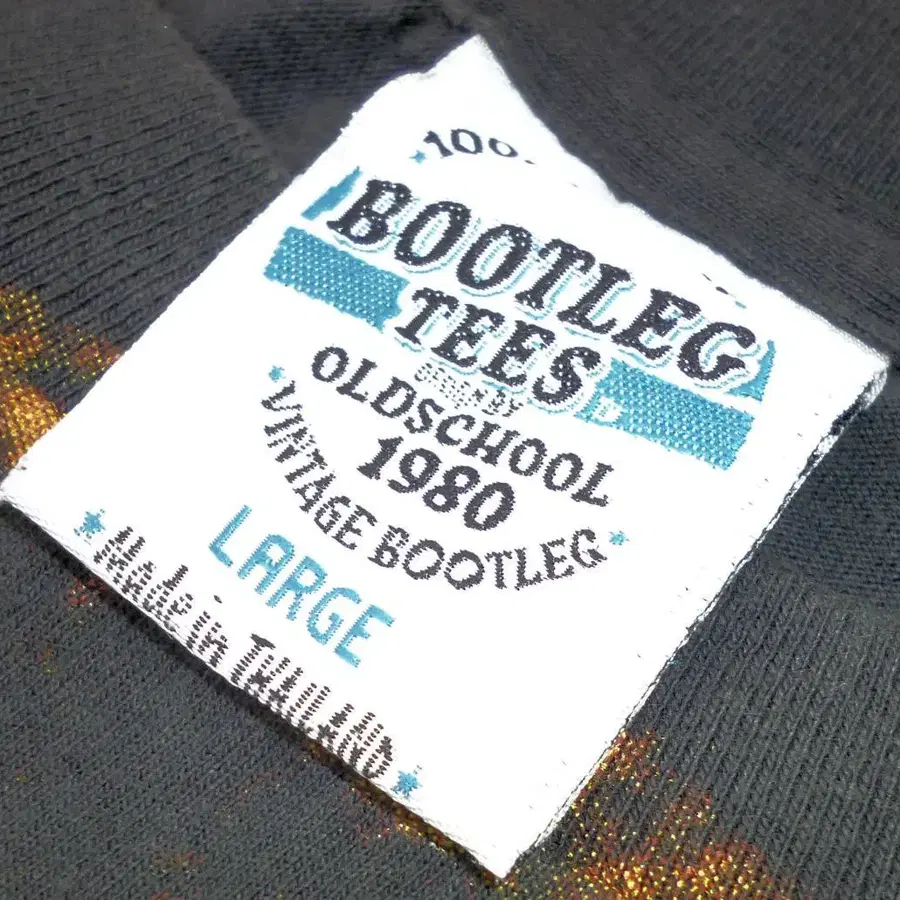 100
BOOTLEG
TEES
OLDSCHOOL
1980
VINTAGE BOOTLEG
LARGE
Made in THAILAND